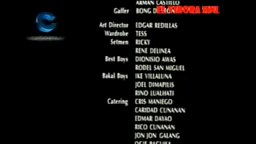 ARMAN CASTILLO
Gaffer BONG
Art Director EDGAR REDILLAS
Wardrobe TESS
Setmen RICKY
RENE DELINEA
Best Boys DIONISIO AWAS
RODEL SAN MIGUEL
Bakal Boys IKE VILLALUNA
JOEL DIMAPILIS
RINO LUALHATI
Catering CRIS MANIEGO
CARIDAD CUNANAN
EDMAR DAYAO
RICO CUNANAN
JON JON GALANG